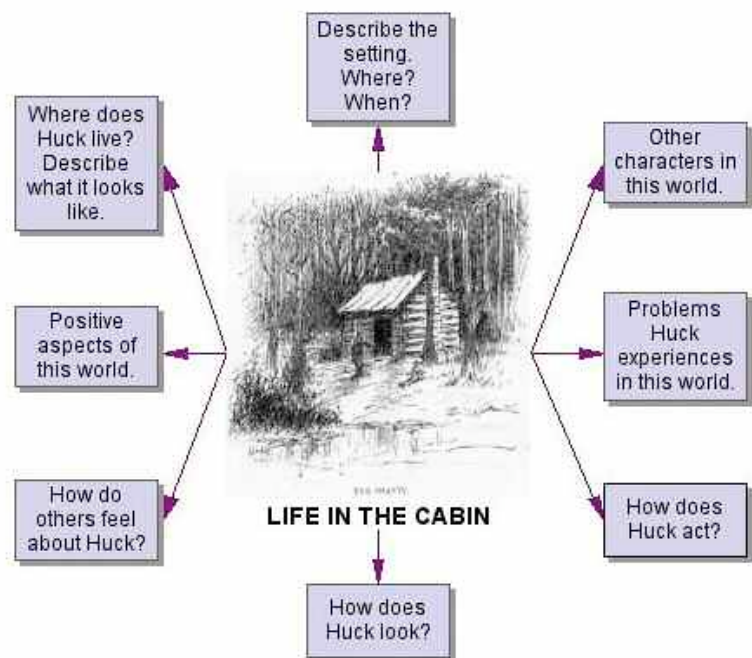 Describe the
setting.
Where?
When?
Where does
Huck live?
Describe
what it looks
like.
Other
characters in
this world.
Positive
aspects of
this world.
Problems
Huck
experiences
in this world.
How do
others feel
about Huck?
How does
Huck act?
LIFE IN THE CABIN
How does
Huck look?